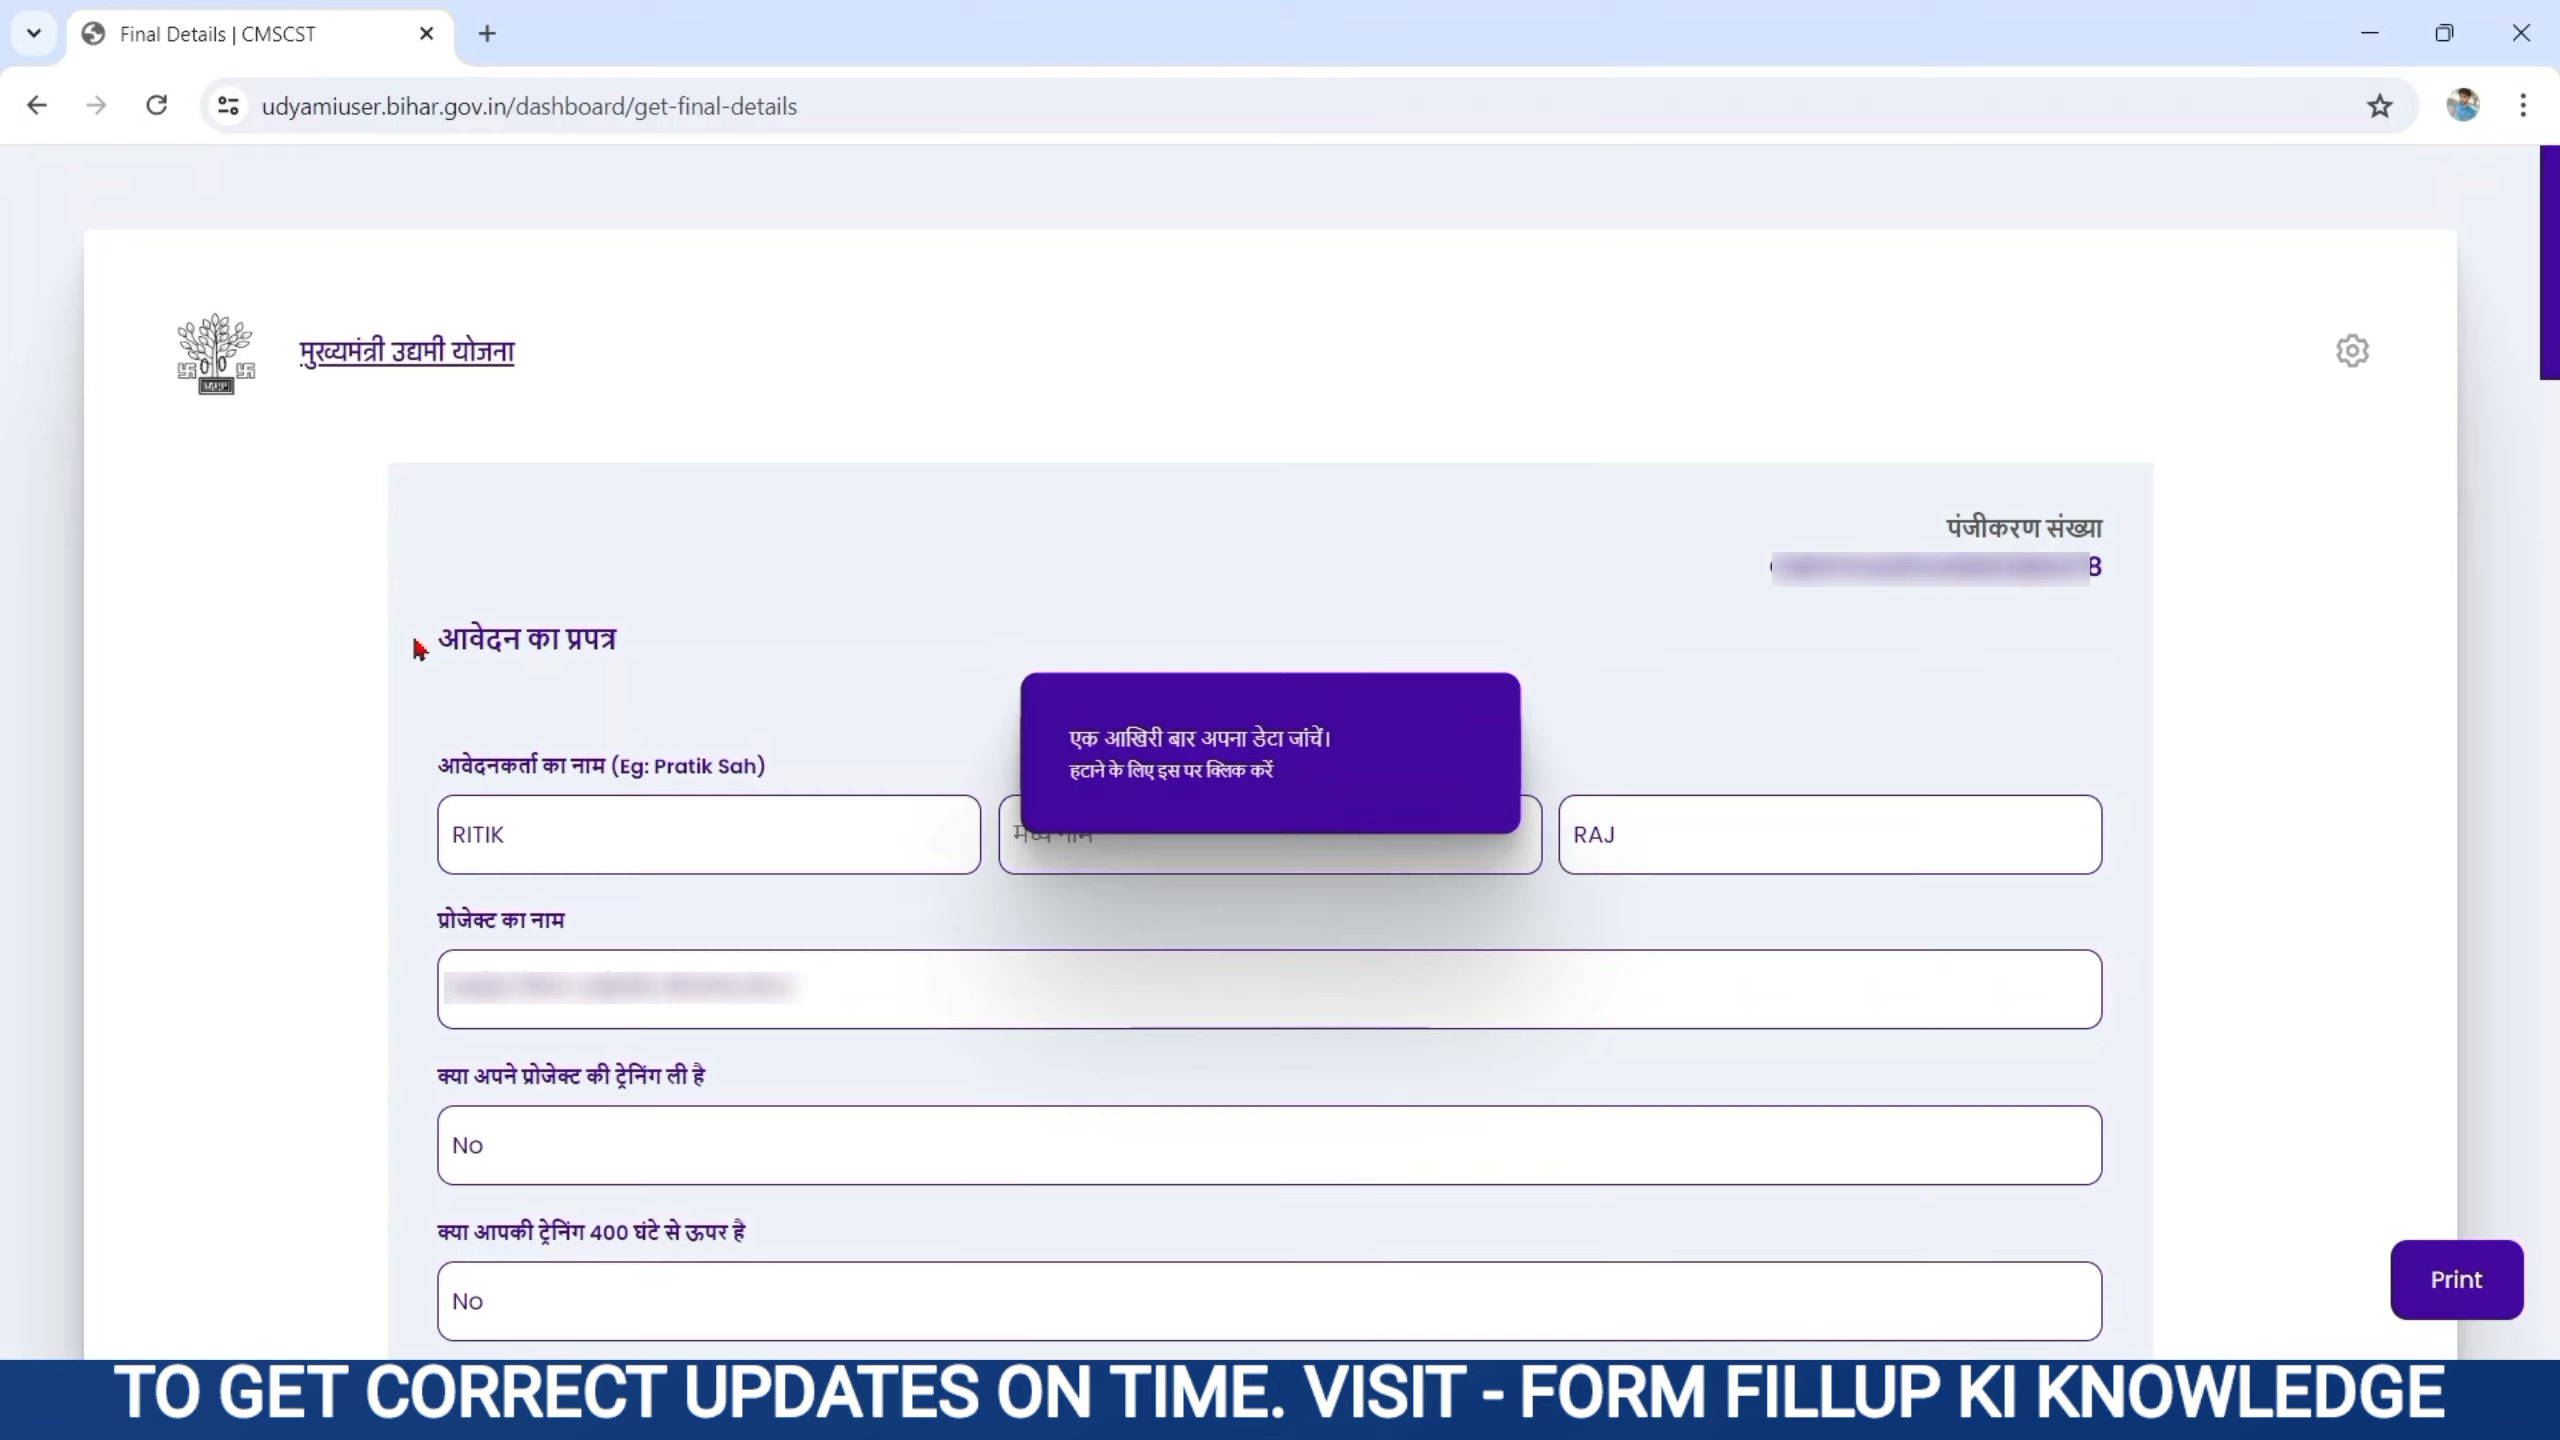 Final Details | CMSCST
udyamiuser.bihar.gov.in/dashboard/get-final-details
मुख्यमंत्री उद्यमी योजना
पंजीकरण संख्या
8
आवेदन का प्रपत्र
एक आखिरी बार अपना डेटा जांचें।
हटाने के लिए इस पर क्लिक करें
आवेदनकर्ता का नाम (Eg: Pratik Sah)
RITIK
मध्य नाम
RAJ
प्रोजेक्ट का नाम
क्या अपने प्रोजेक्ट की ट्रेनिंग ली है
No
क्या आपकी ट्रेनिंग 400 घंटे से ऊपर है
No
Print
TO GET CORRECT UPDATES ON TIME. VISIT - FORM FILLUP KI KNOWLEDGE